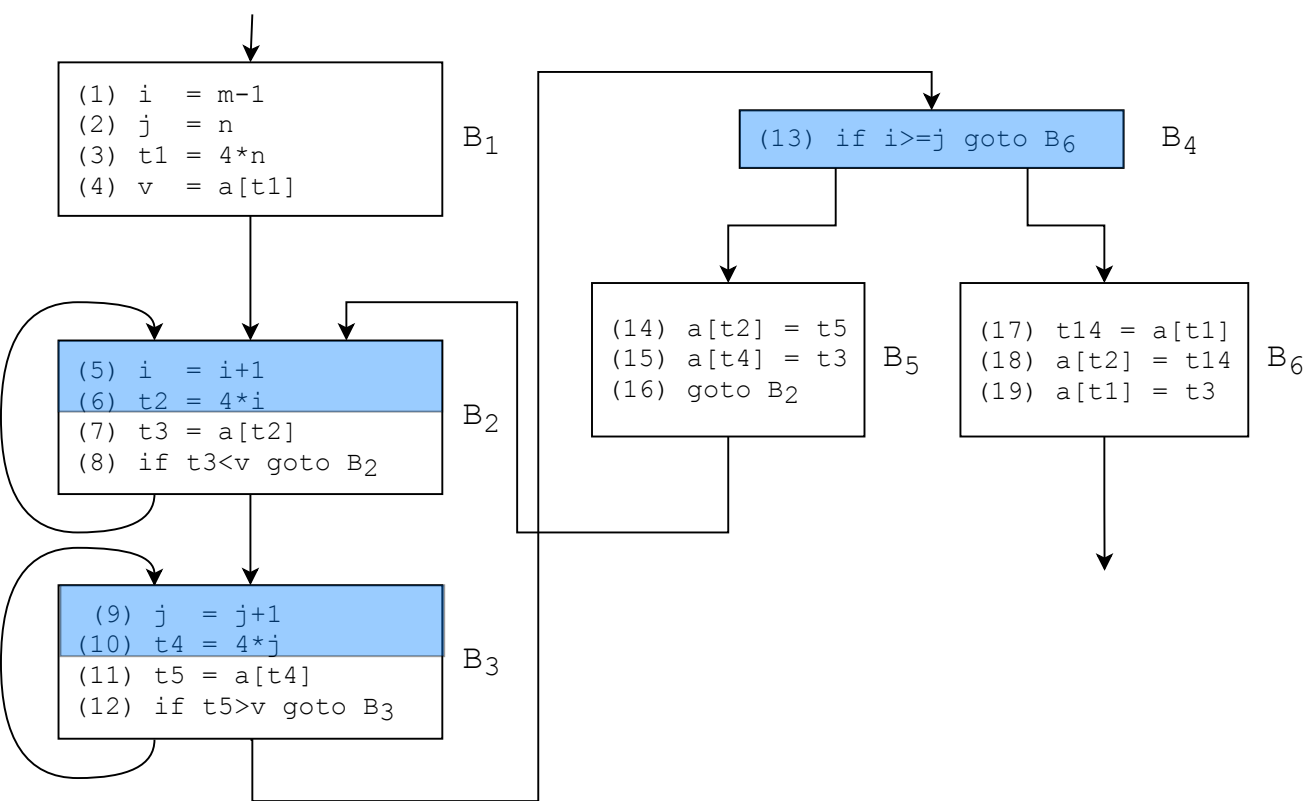 (1) i  = m-1
(2) j  = n
(3) t1 = 4*n
(4) v  = a[t1]
B1
(5) i  = i+1
(6) t2 = 4*i
(7) t3 = a[t2]
(8) if t3<v goto B2
B2
(9) j  = j+1
(10) t4 = 4*j
(11) t5 = a[t4]
(12) if t5>v goto B3
B3
(13) if i>=j goto B6
B4
(14) a[t2] = t5
(15) a[t4] = t3
(16) goto B2
B5
(17) t14 = a[t1]
(18) a[t2] = t14
(19) a[t1] = t3
B6